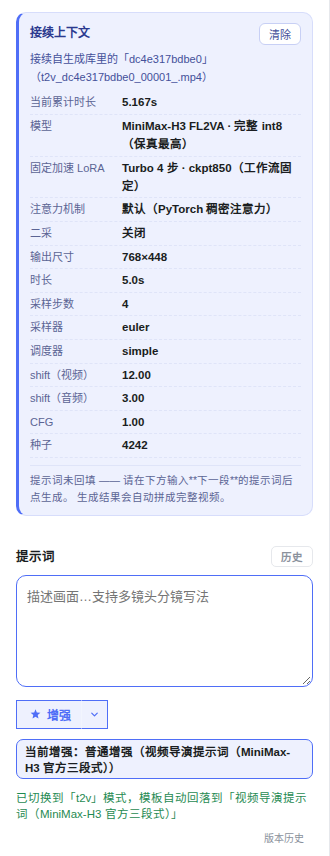 接续上下文
清除
接续自生成库里的「dc4e317bdbe0」
（t2v_dc4e317bdbe0_00001_.mp4）
当前累计时长 5.167s
模型 MiniMax-H3 FL2VA · 完整 int8
（保真最高）
固定加速 LoRA Turbo 4 步 · ckpt850（工作流固
定）
注意力机制 默认（PyTorch 稠密注意力）
二采 关闭
输出尺寸 768×448
时长 5.0s
采样步数 4
采样器 euler
调度器 simple
shift（视频） 12.00
shift（音频） 3.00
CFG 1.00
种子 4242
提示词未回填 —— 请在下方输入**下一段**的提示词后
点生成。 生成结果会自动拼成完整视频。
提示词
历史
描述画面…支持多镜头分镜写法
★ 增强
当前增强：普通增强（视频导演提示词（MiniMax-
H3 官方三段式））
已切换到「t2v」模式，模板自动回落到「视频导演提示
词（MiniMax-H3 官方三段式）」
版本历史